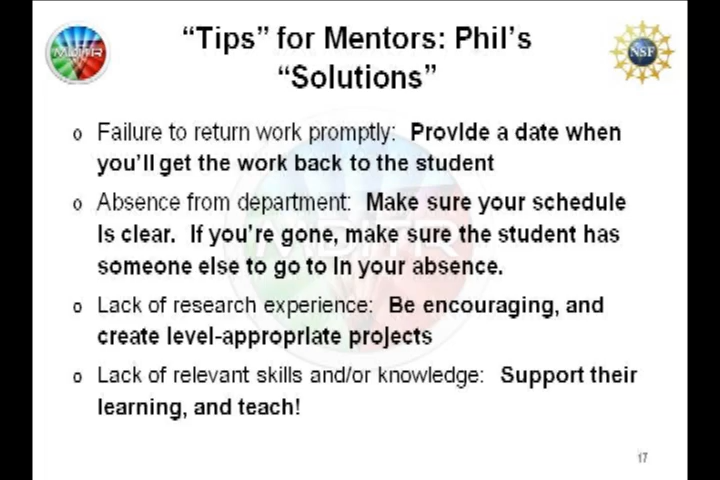 “Tips” for Mentors: Phil’s
“Solutions”
MDITR
NSF
o Failure to return work promptly: Provide a date when
you’ll get the work back to the student
o Absence from department: Make sure your schedule
is clear. If you’re gone, make sure the student has
someone else to go to in your absence.
o Lack of research experience: Be encouraging, and
create level-appropriate projects
o Lack of relevant skills and/or knowledge: Support their
learning, and teach!
MDITR
17